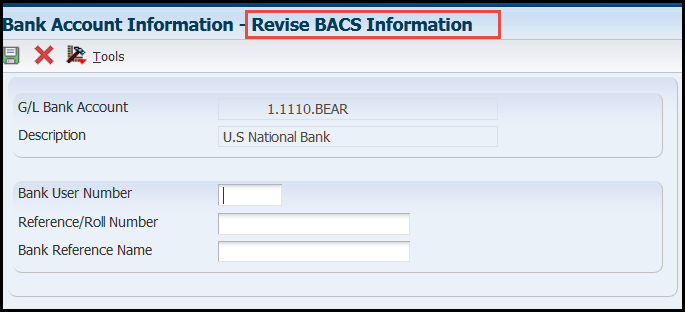 Bank Account Information - Revise BACS Information
Tools
G/L Bank Account 1.1110.BEAR
Description U.S National Bank
Bank User Number
Reference/Roll Number
Bank Reference Name